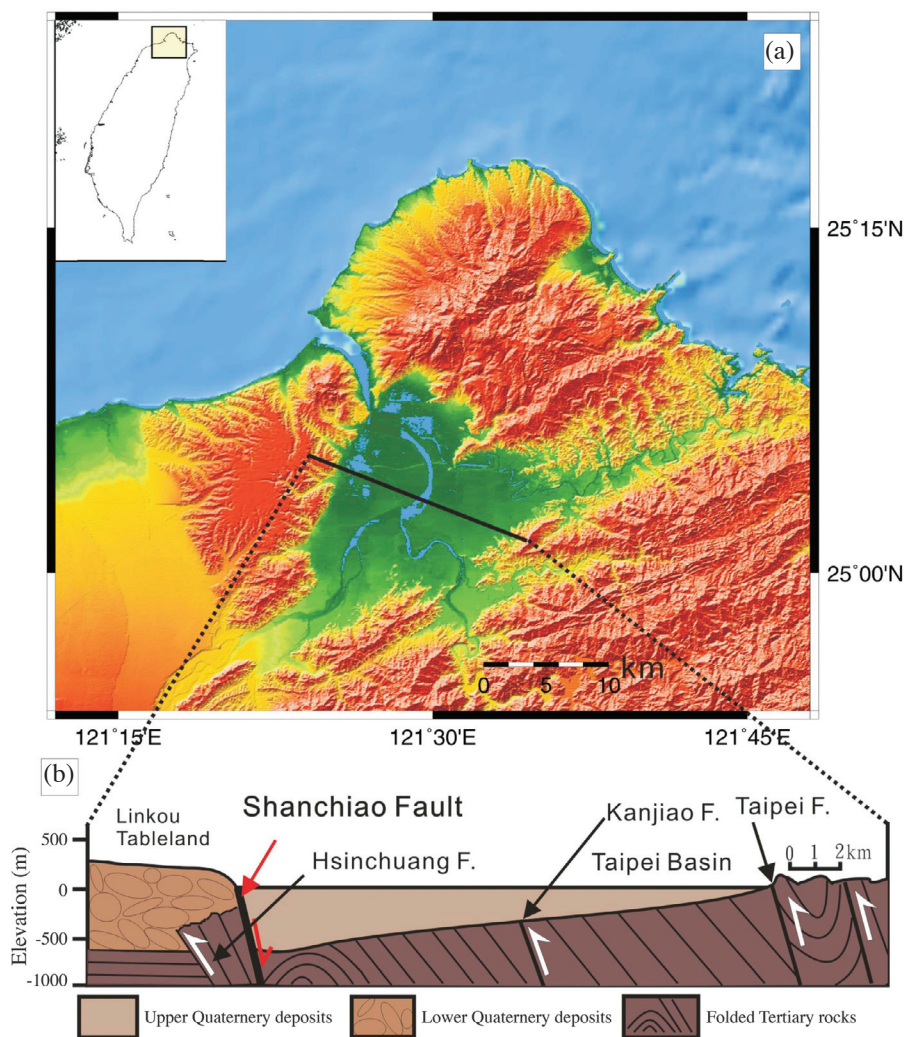 (a)
25°15'N
25°00'N
km
0 5 10
121°15'E 121°30'E 121°45'E
(b)
Linkou
Tableland
Shanchiao Fault
Hsinchuang F.
Kanjiao F.
Taipei F.
Taipei Basin
0 1 2km
Elevation (m)
500
0
-500
-1000
Upper Quaternery deposits
Lower Quaternery deposits
Folded Tertiary rocks